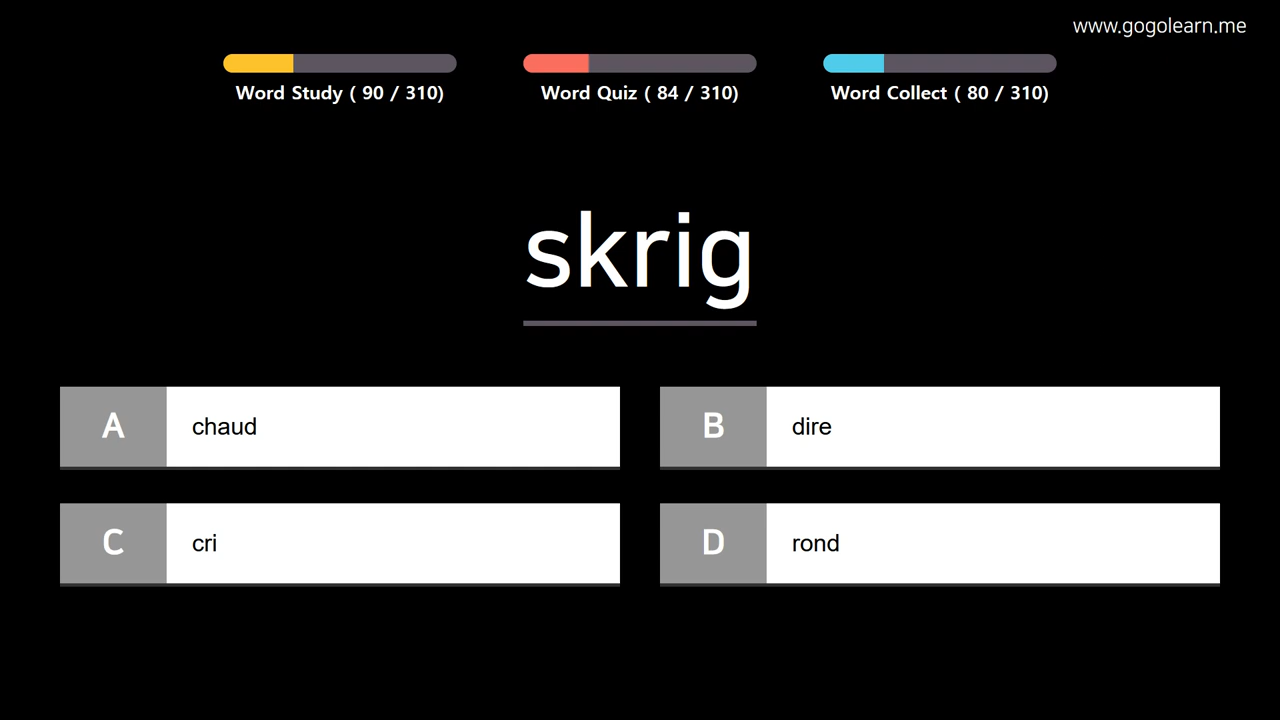 www.gogolearn.me
Word Study ( 90 / 310)
Word Quiz ( 84 / 310)
Word Collect ( 80 / 310)
skrig
A chaud
B dire
C cri
D rond